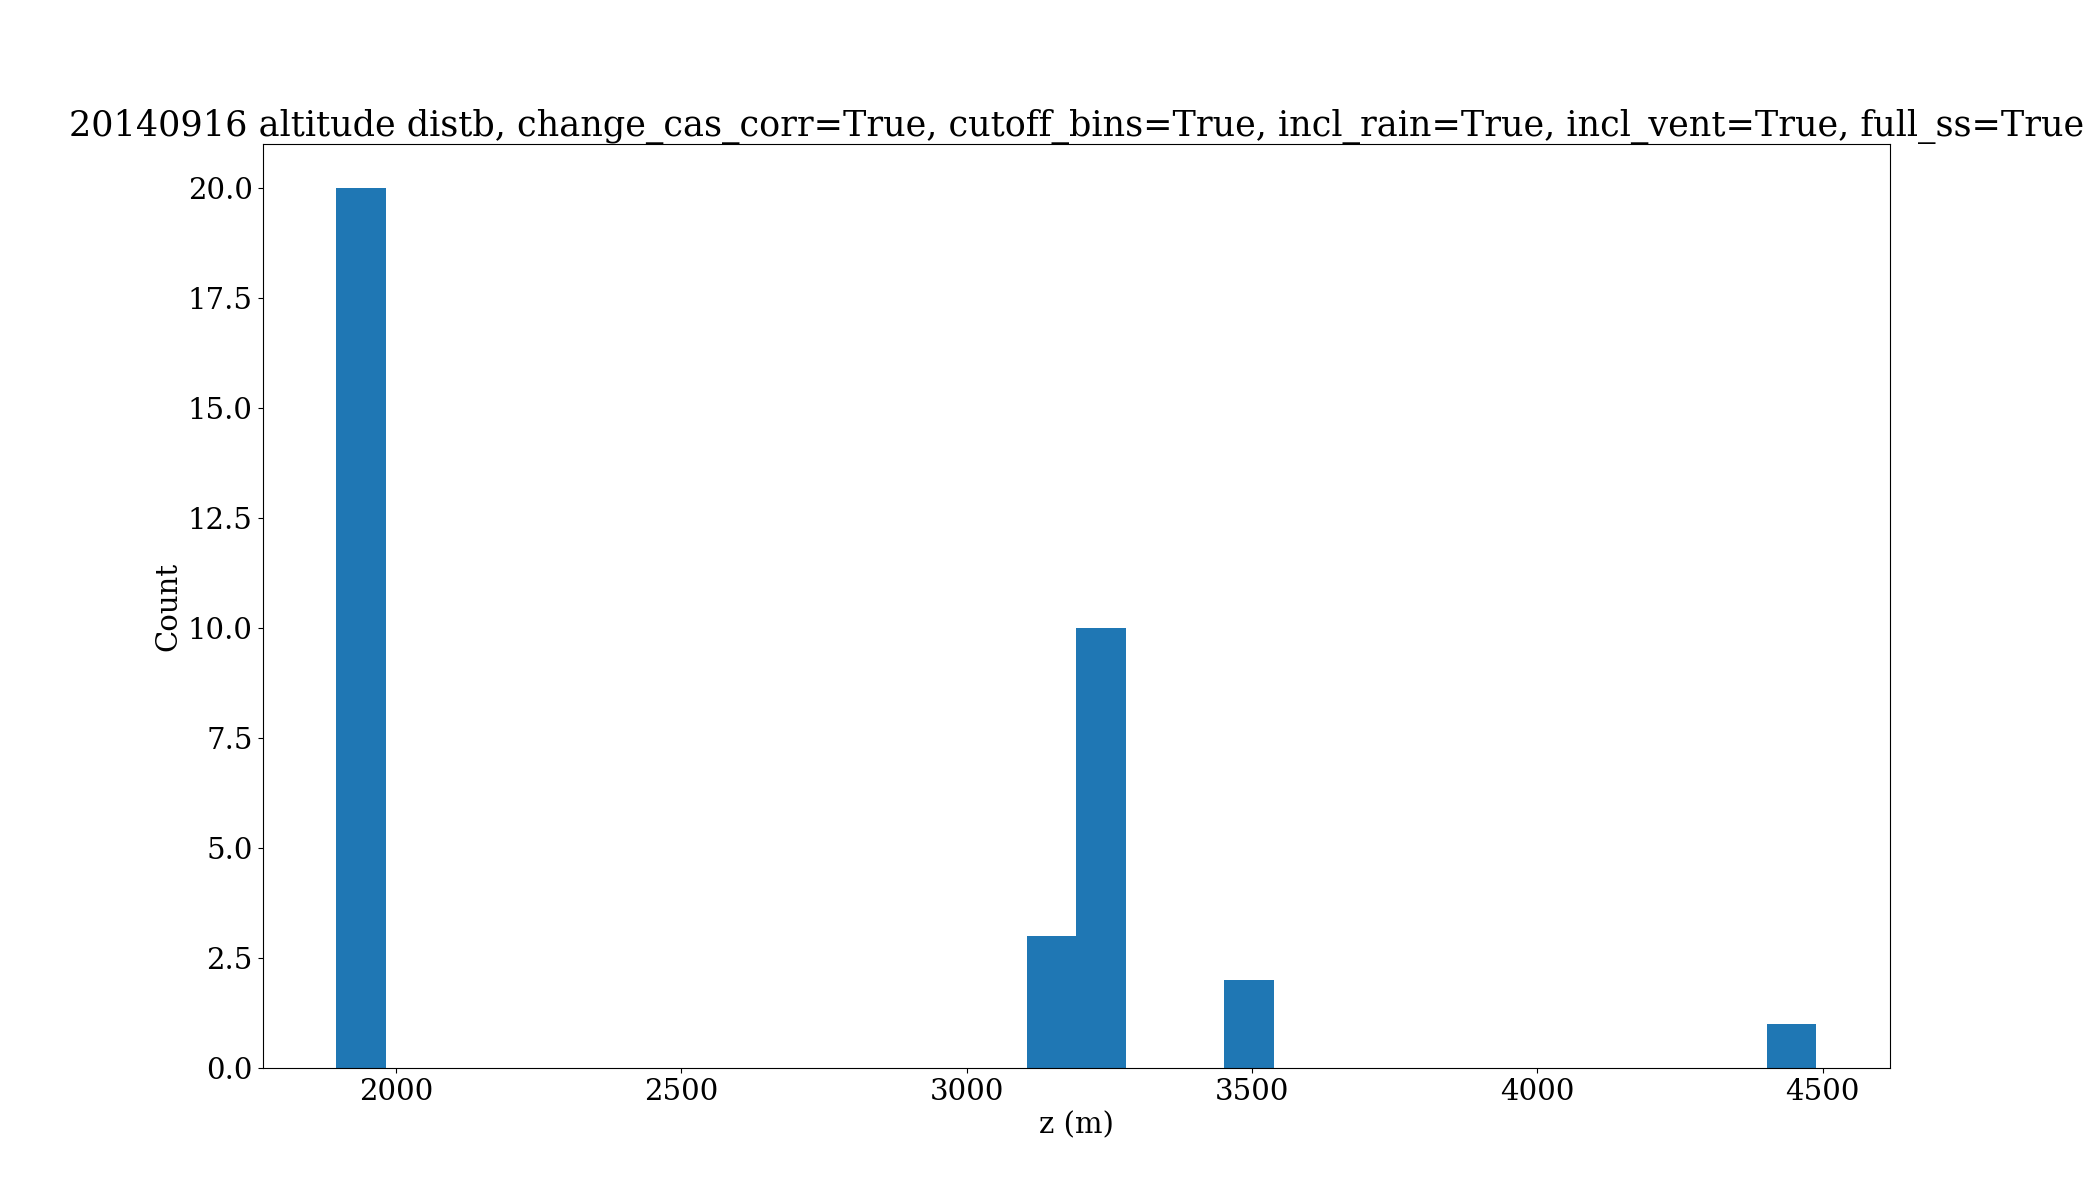 20140916 altitude distb, change_cas_corr=True, cutoff_bins=True, incl_rain=True, incl_vent=True, full_ss=True
20.0
17.5
15.0
12.5
10.0
7.5
5.0
2.5
0.0
Count
2000 2500 3000 3500 4000 4500
z (m)